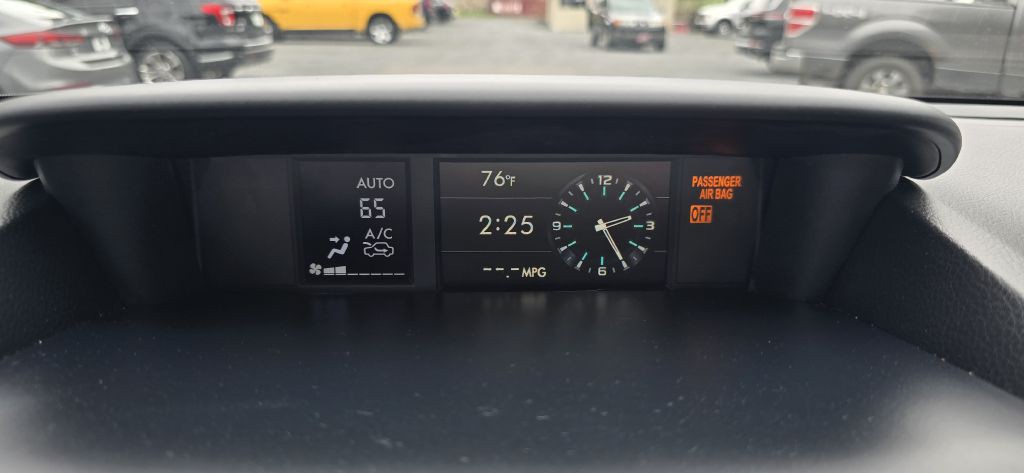 AUTO
65
A/C
76°F
2:25
--.-MPG
12
3
6
9
PASSENGER
AIR BAG
OFF